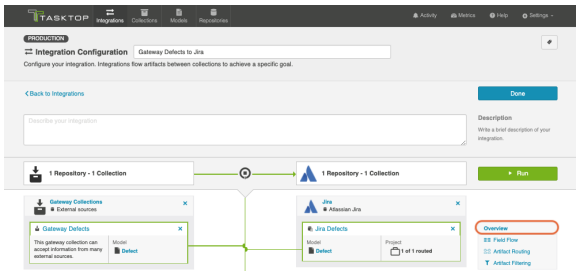 TASKTOP
Integrations
Collections
Models
Repositories
Activity
Metrics
Help
Settings
PRODUCTION
Integration Configuration
Gateway Defects to Jira
Configure your integration. Integrations flow artifacts between collections to achieve a specific goal.
Back to Integrations
Done
Describe your integration
Description
Write a brief description of your
integration.
1 Repository - 1 Collection
1 Repository - 1 Collection
Run
Gateway Collections
External sources
×
Jira
Atlassian Jira
×
Gateway Defects
×
This gateway collection can
accept information from many
external sources.
Model
Defect
Jira Defects
×
Model
Defect
Project
1 of 1 routed
Overview
Field Flow
Artifact Routing
Artifact Filtering